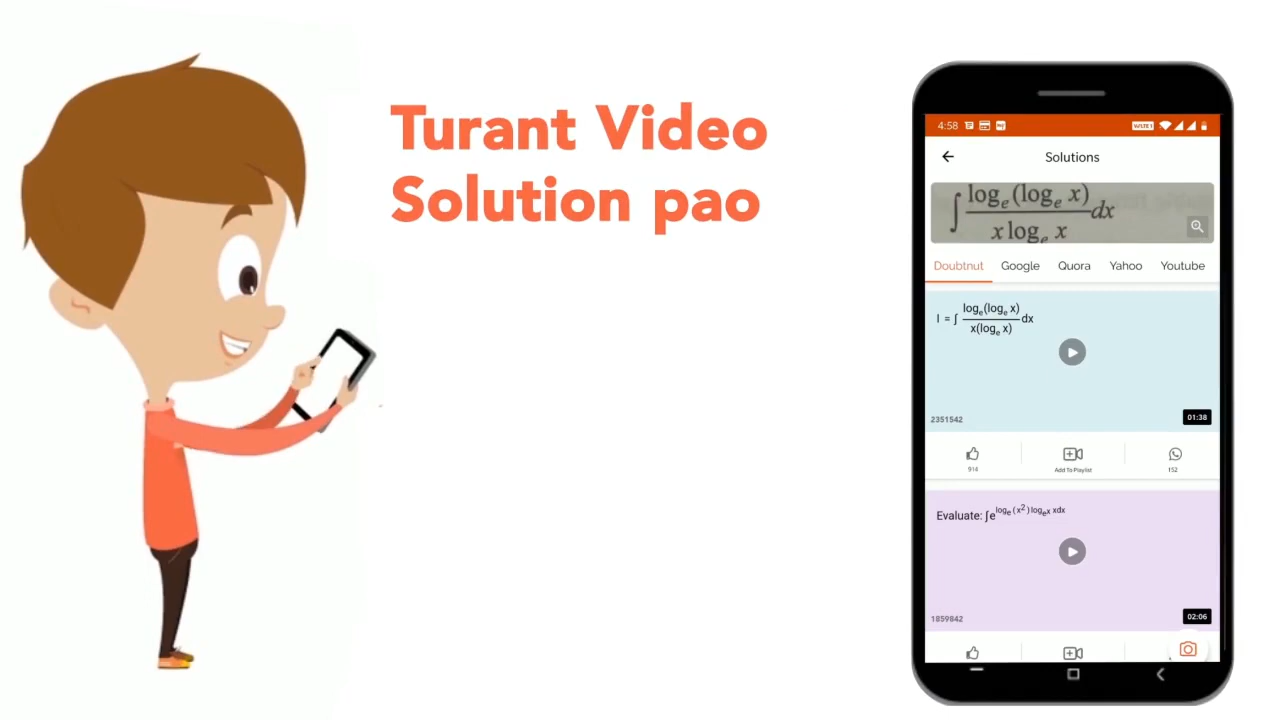 Turant Video
Solution pao
4:58
VoLTE1
Solutions
∫ logₑ(logₑ x) / x logₑ x dx
Doubtnut Google Quora Yahoo Youtube
I = ∫ logₑ(logₑ x) / x(logₑ x) dx
2351542 01:38
914 Add To Playlist 152
Evaluate: ∫e^logₑ(x²)logₑx xdx
1859842 02:06